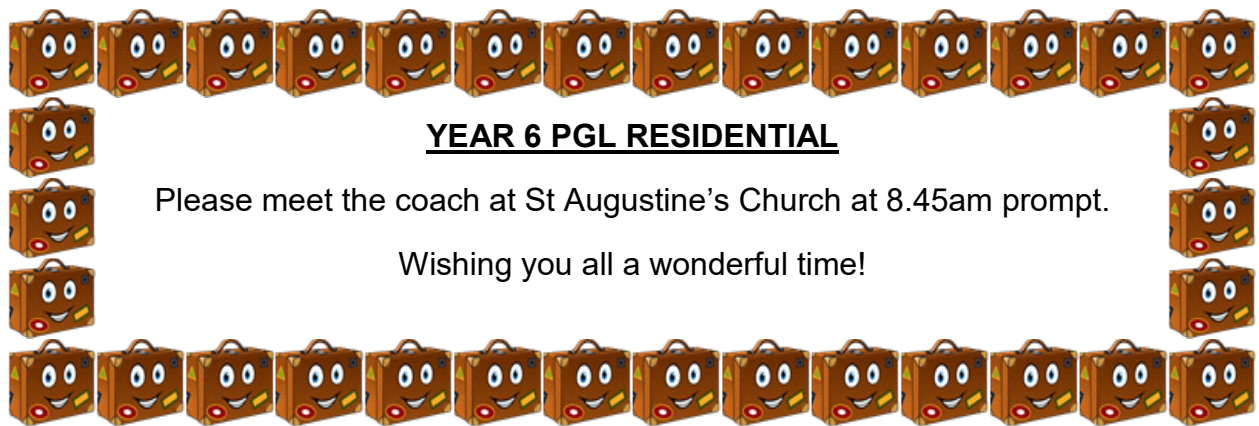 YEAR 6 PGL RESIDENTIAL
Please meet the coach at St Augustine’s Church at 8.45am prompt.
Wishing you all a wonderful time!